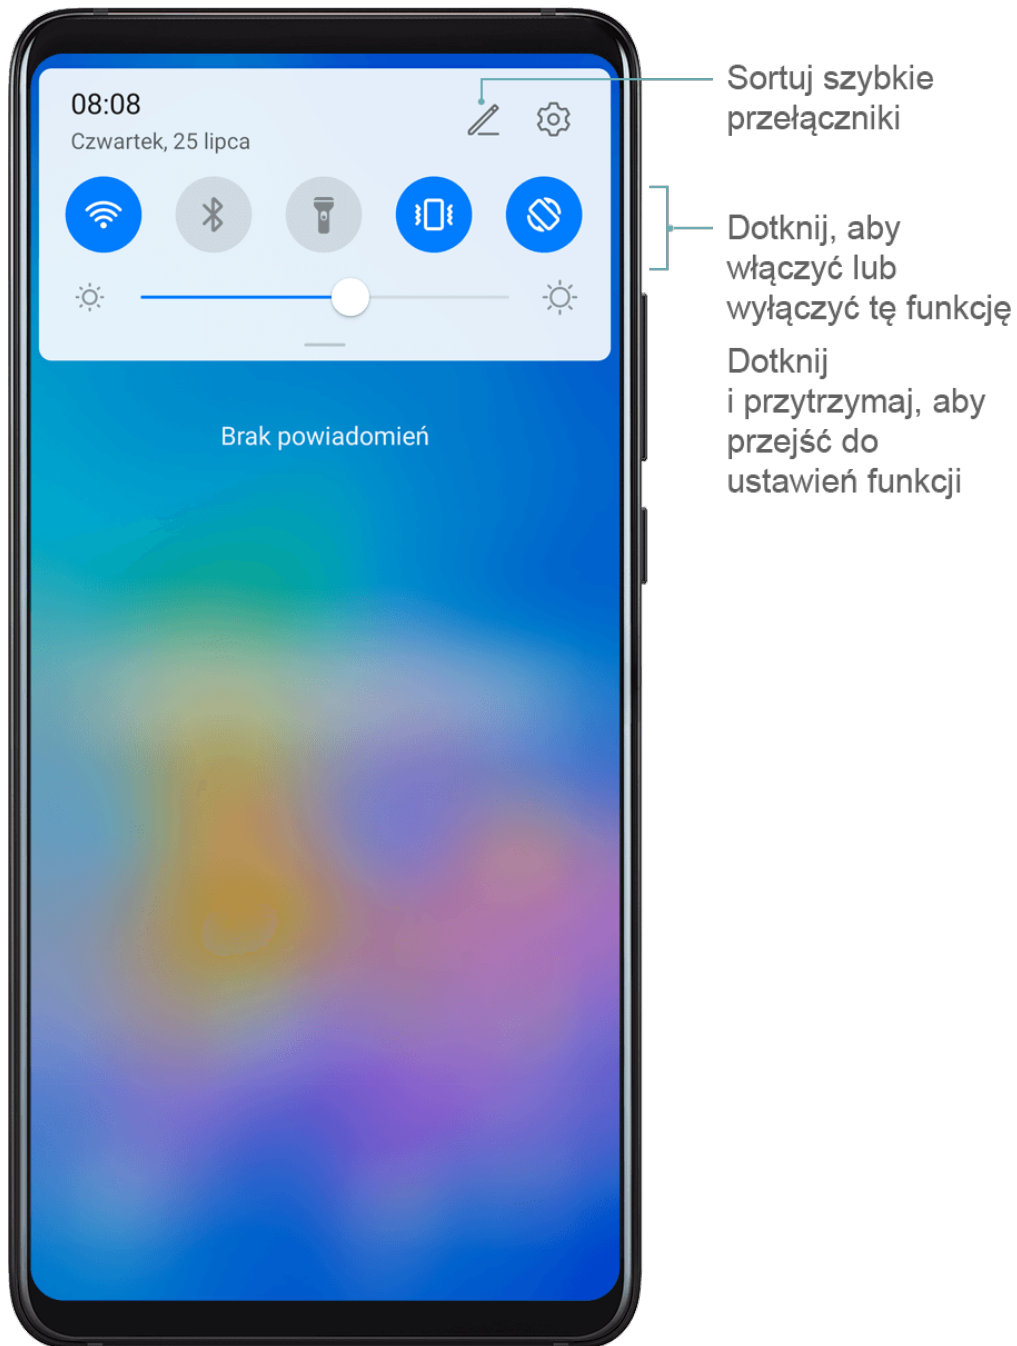 08:08
Czwartek, 25 lipca
Brak powiadomień
Sortuj szybkie
przełączniki
Dotknij, aby
włączyć lub
wyłączyć tę funkcję
Dotknij
i przytrzymaj, aby
przejść do
ustawień funkcji